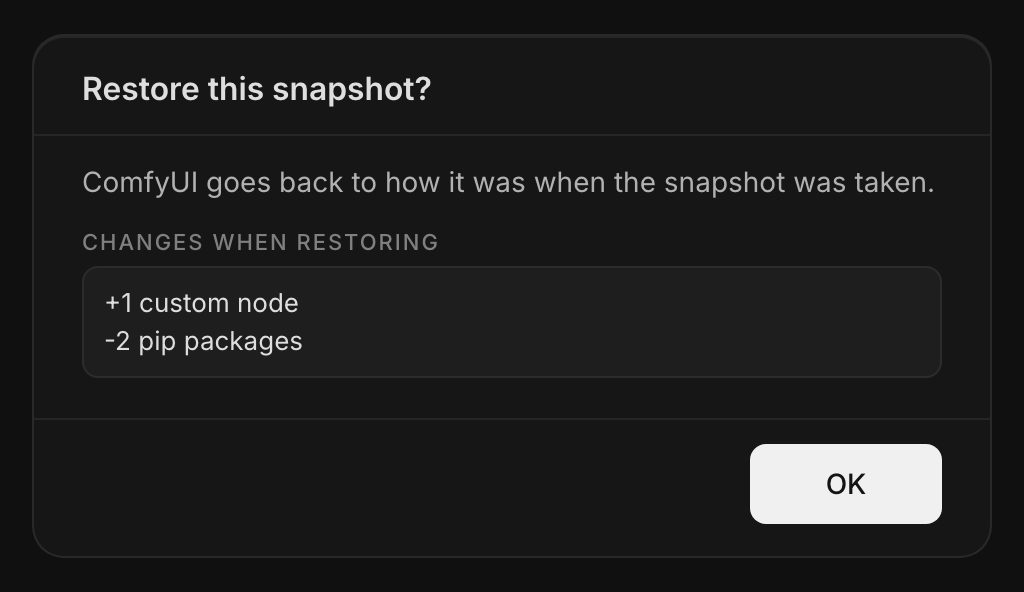 Restore this snapshot?
ComfyUI goes back to how it was when the snapshot was taken.
CHANGES WHEN RESTORING
+1 custom node
-2 pip packages
OK